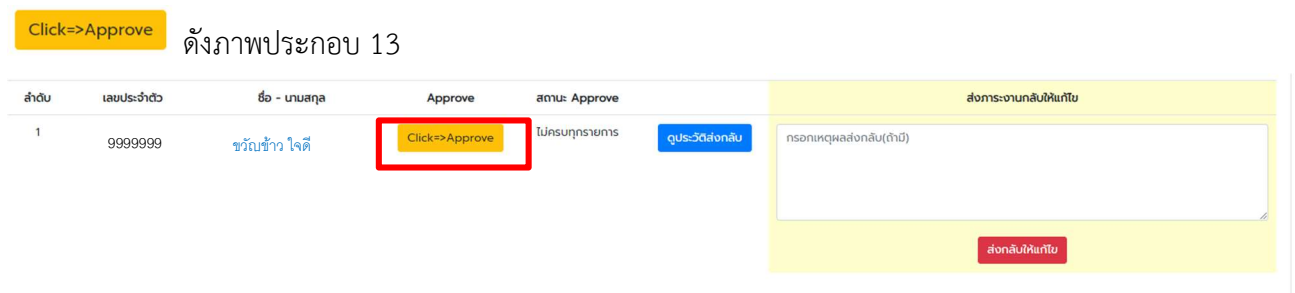 Click=>Approve ดังภาพประกอบ 13
ลำดับ เลขประจำตัว ชื่อ - นามสกุล Approve สถานะ Approve ส่งภาระงานกลับให้แก้ไข
1 9999999 ขวัญข้าว ใจดี Click=>Approve ไม่ครบทุกรายการ ดูประวัติส่งกลับ กรอกเหตุผลส่งกลับ(ถ้ามี)
ส่งกลับให้แก้ไข